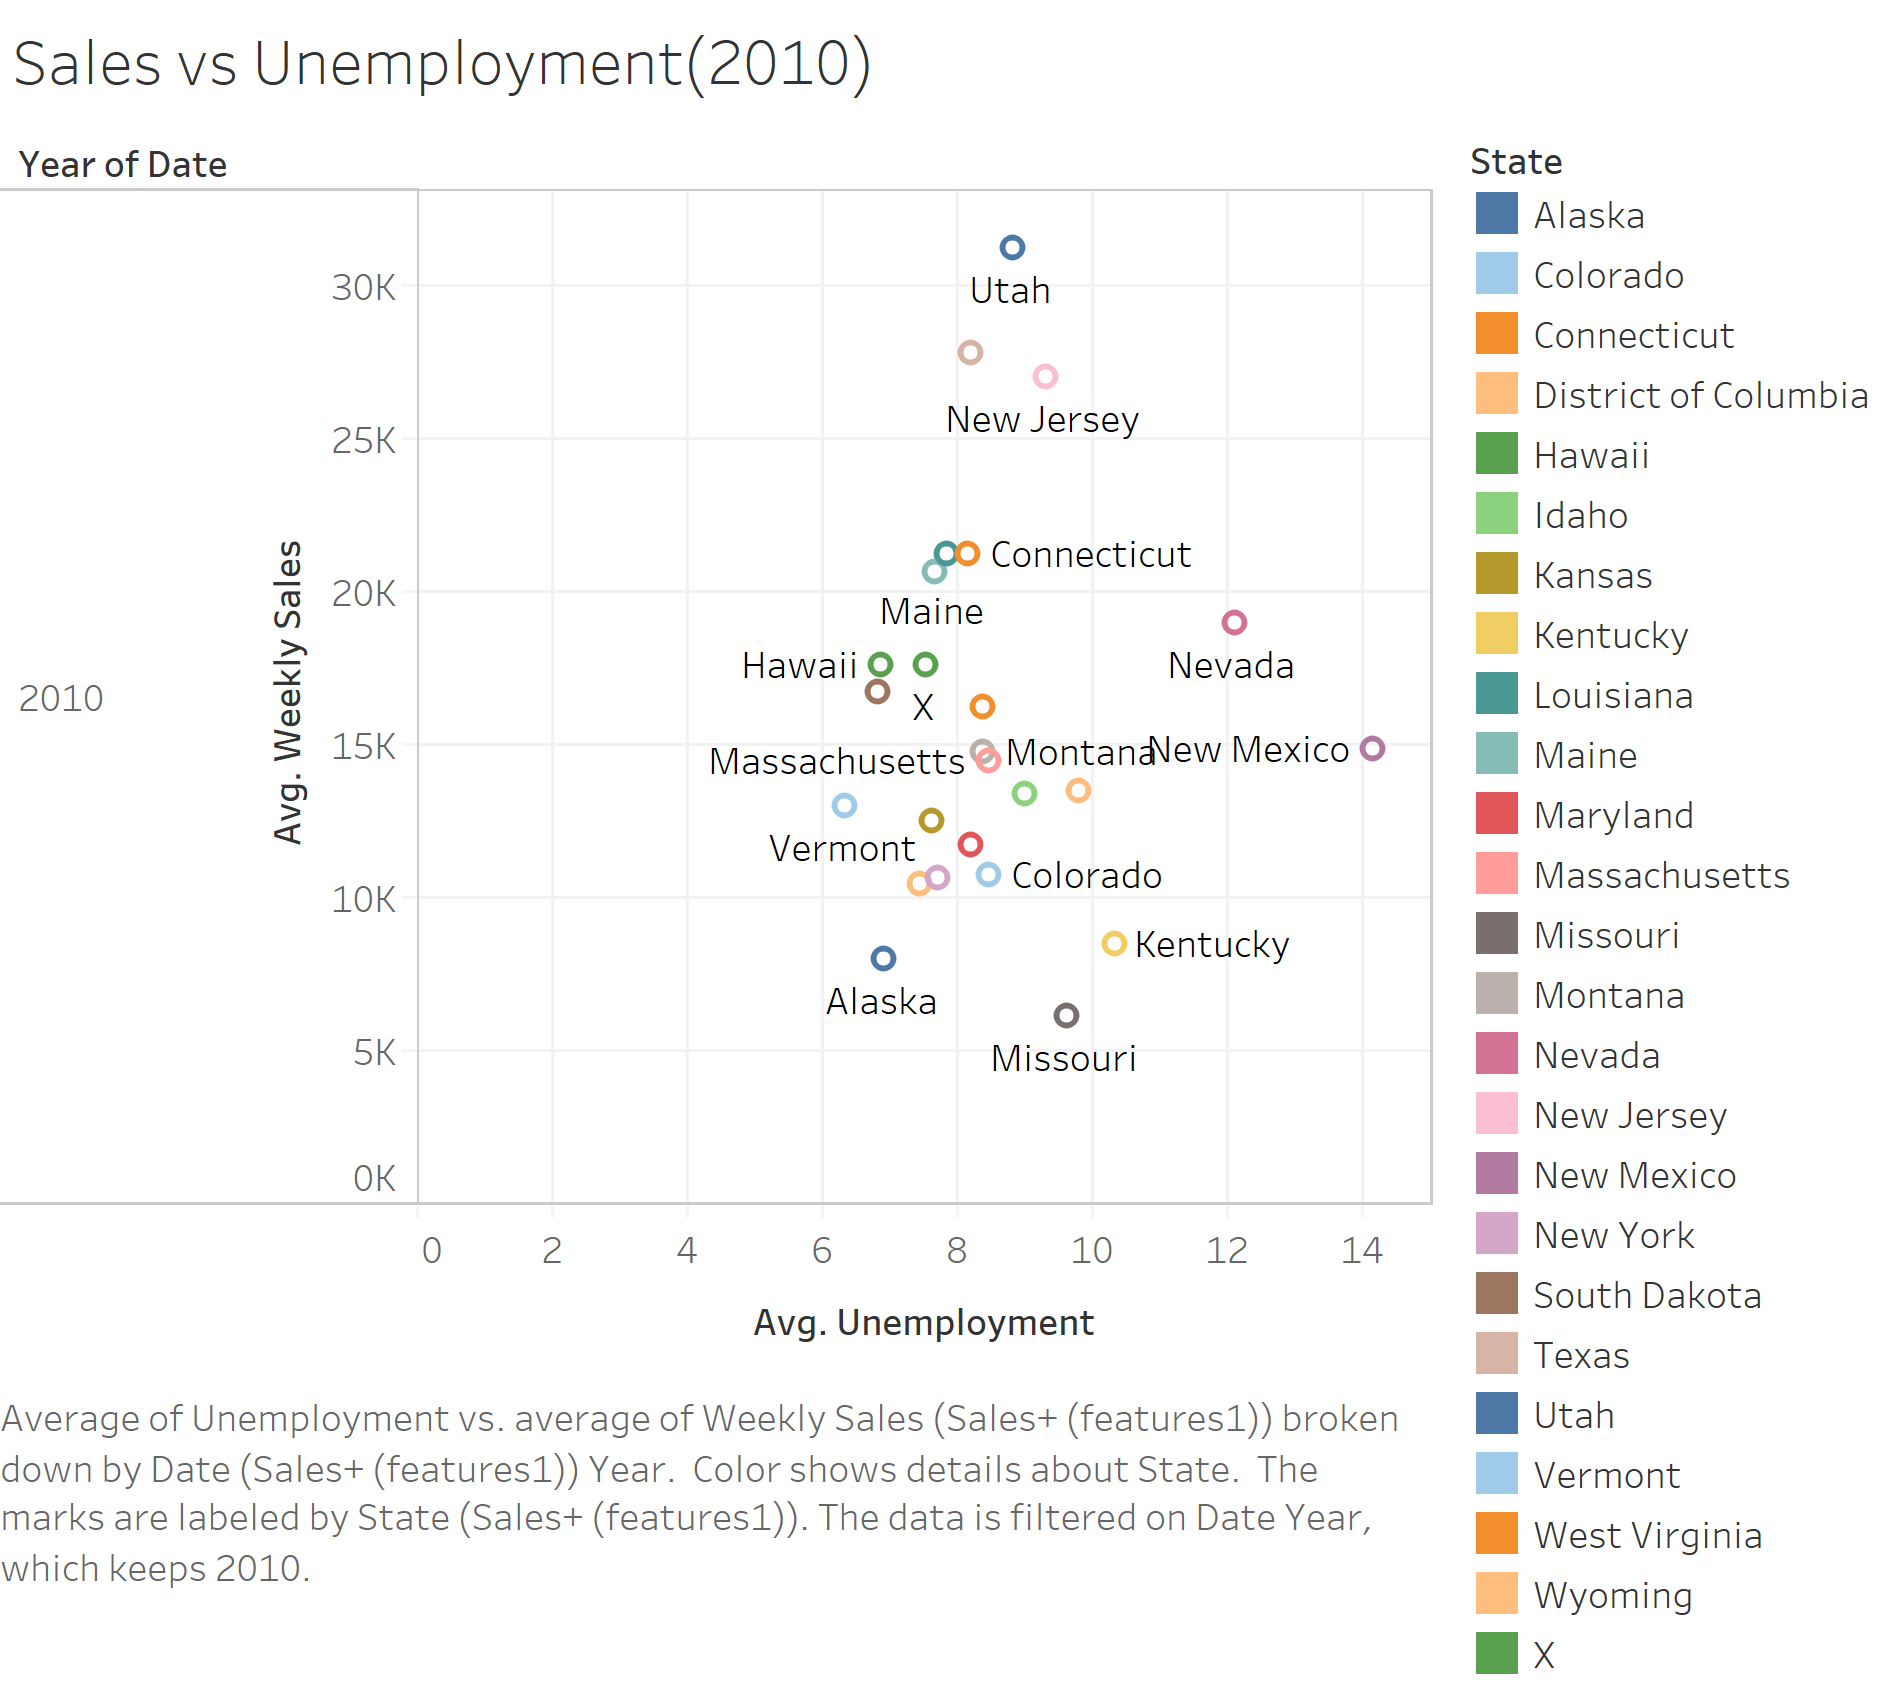 Sales vs Unemployment(2010)
Year of Date
2010
Avg. Weekly Sales
30K
25K
20K
15K
10K
5K
0K
Utah
New Jersey
Connecticut
Maine
Nevada
Hawaii
X
Massachusetts
Montana
New Mexico
Vermont
Colorado
Kentucky
Alaska
Missouri
0 2 4 6 8 10 12 14
Avg. Unemployment
State
Alaska
Colorado
Connecticut
District of Columbia
Hawaii
Idaho
Kansas
Kentucky
Louisiana
Maine
Maryland
Massachusetts
Missouri
Montana
Nevada
New Jersey
New Mexico
New York
South Dakota
Texas
Utah
Vermont
West Virginia
Wyoming
X
Average of Unemployment vs. average of Weekly Sales (Sales+ (features1)) broken
down by Date (Sales+ (features1)) Year.  Color shows details about State.  The
marks are labeled by State (Sales+ (features1)). The data is filtered on Date Year,
which keeps 2010.